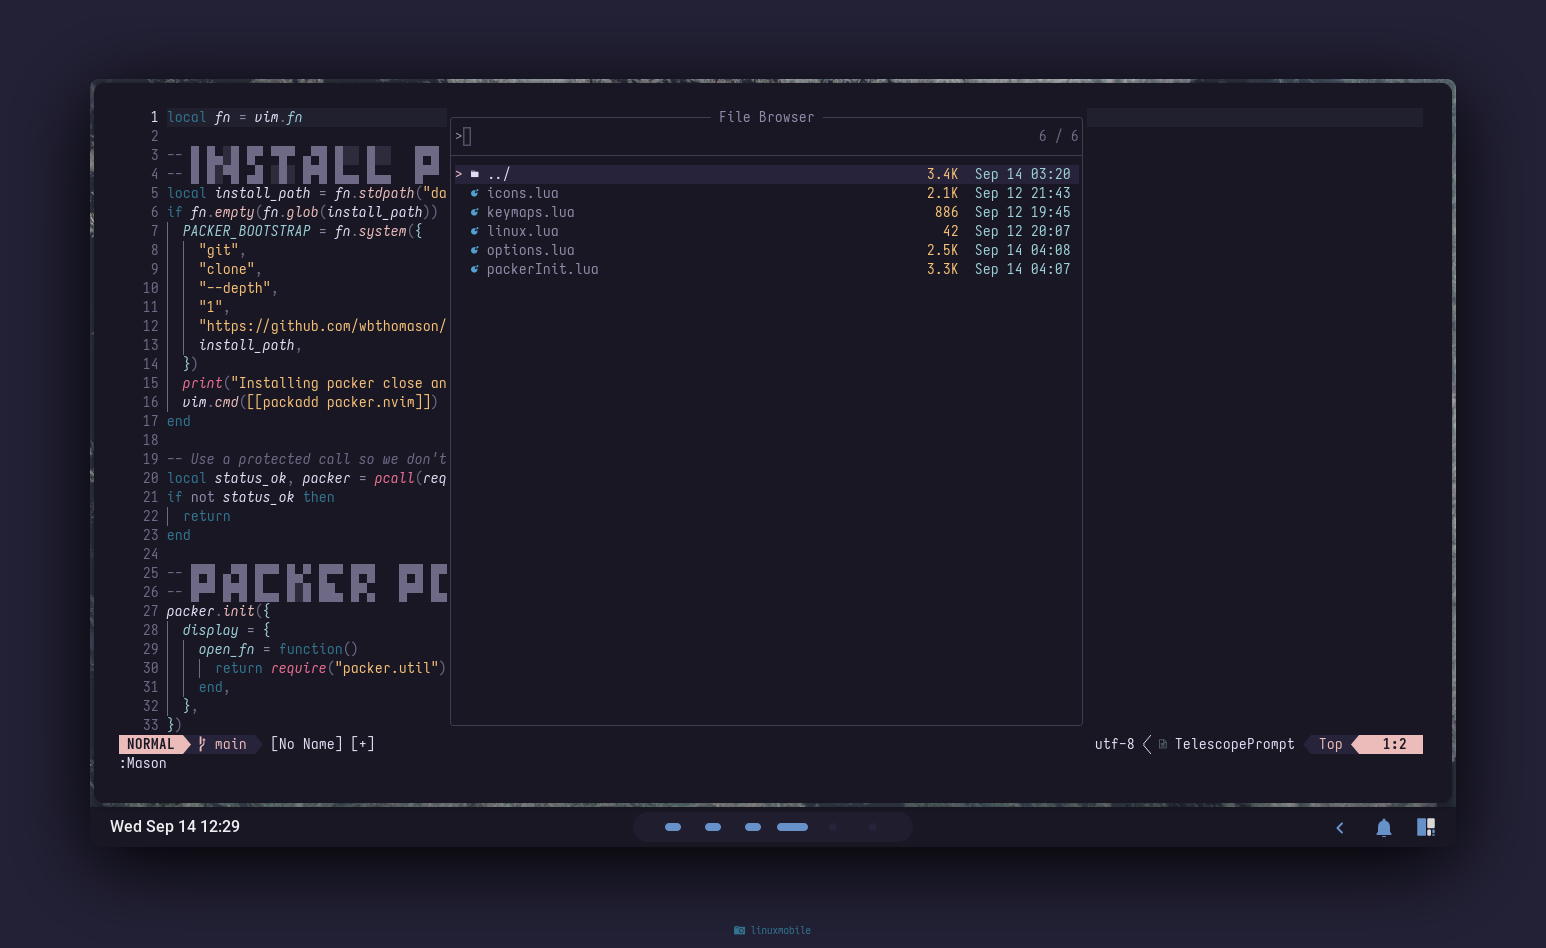 File Browser
>
6 / 6
> ../ 3.4K Sep 14 03:20
icons.lua 2.1K Sep 12 21:43
keymaps.lua 886 Sep 12 19:45
linux.lua 42 Sep 12 20:07
options.lua 2.5K Sep 14 04:08
packerInit.lua 3.3K Sep 14 04:07
1 local fn = vim.fn
2
3 -- INSTALL P
4 --
5 local install_path = fn.stdpath("da
6 if fn.empty(fn.glob(install_path))
7 PACKER_BOOTSTRAP = fn.system({
8 "git",
9 "clone",
10 "--depth",
11 "1",
12 "https://github.com/wbthomason/
13 install_path,
14 })
15 print("Installing packer close an
16 vim.cmd([[packadd packer.nvim]])
17 end
18
19 -- Use a protected call so we don't
20 local status_ok, packer = pcall(req
21 if not status_ok then
22 return
23 end
24
25 -- PACKER PO
26 --
27 packer.init({
28 display = {
29 open_fn = function()
30 return require("packer.util")
31 end,
32 },
33 })
NORMAL main [No Name] [+] utf-8 TelescopePrompt Top 1:2
:Mason
Wed Sep 14 12:29
linuxmobile